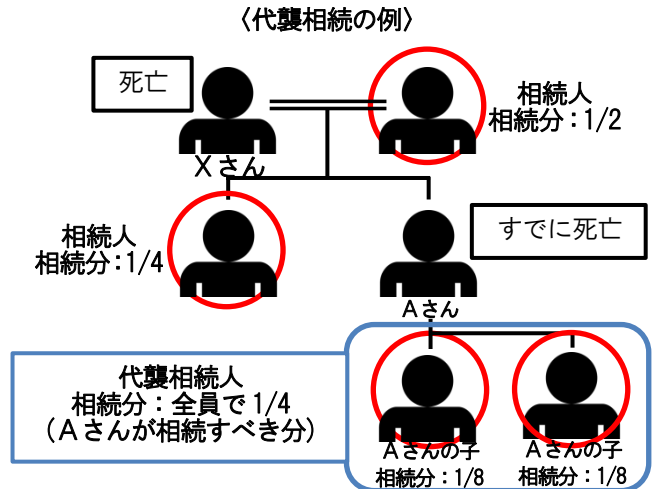 〈代襲相続の例〉
死亡
相続人
相続分：1/2
Xさん
相続人
相続分：1/4
すでに死亡
Aさん
代襲相続人
相続分：全員で1/4
（Aさんが相続すべき分）
Aさんの子
相続分：1/8
Aさんの子
相続分：1/8